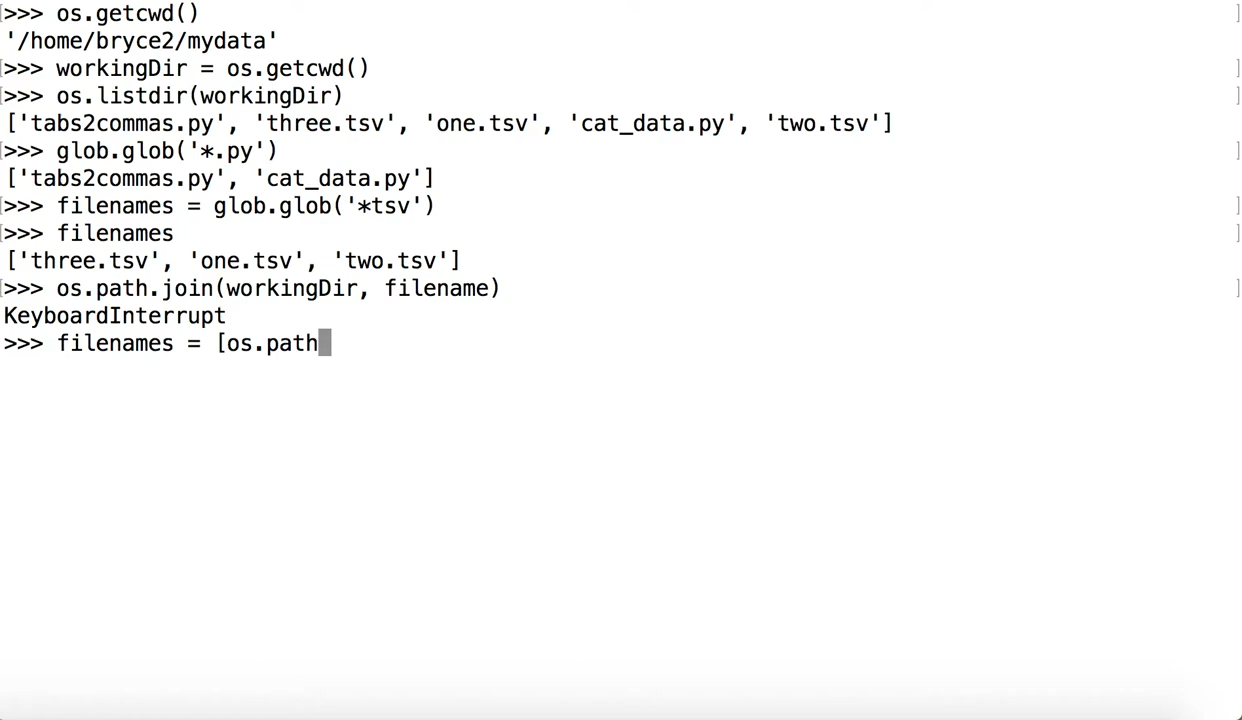 >>> os.getcwd()
'/home/bryce2/mydata'
>>> workingDir = os.getcwd()
>>> os.listdir(workingDir)
['tabs2commas.py', 'three.tsv', 'one.tsv', 'cat_data.py', 'two.tsv']
>>> glob.glob('*.py')
['tabs2commas.py', 'cat_data.py']
>>> filenames = glob.glob('*tsv')
>>> filenames
['three.tsv', 'one.tsv', 'two.tsv']
>>> os.path.join(workingDir, filename)
KeyboardInterrupt
>>> filenames = [os.path